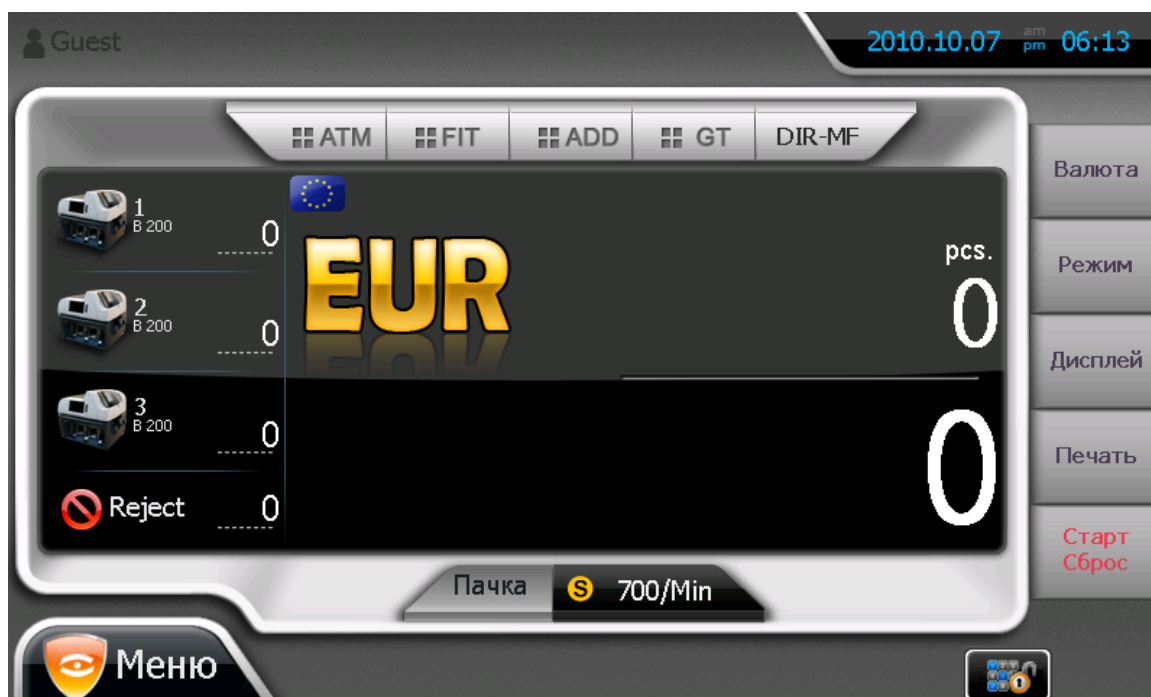 Guest
2010.10.07 am pm 06:13
ATM FIT ADD GT DIR-MF
1
B 200
0
2
B 200
0
3
B 200
0
Reject 0
EUR
pcs.
0
0
Валюта
Режим
Дисплей
Печать
Старт
Сброс
Пачка S 700/Min
Меню